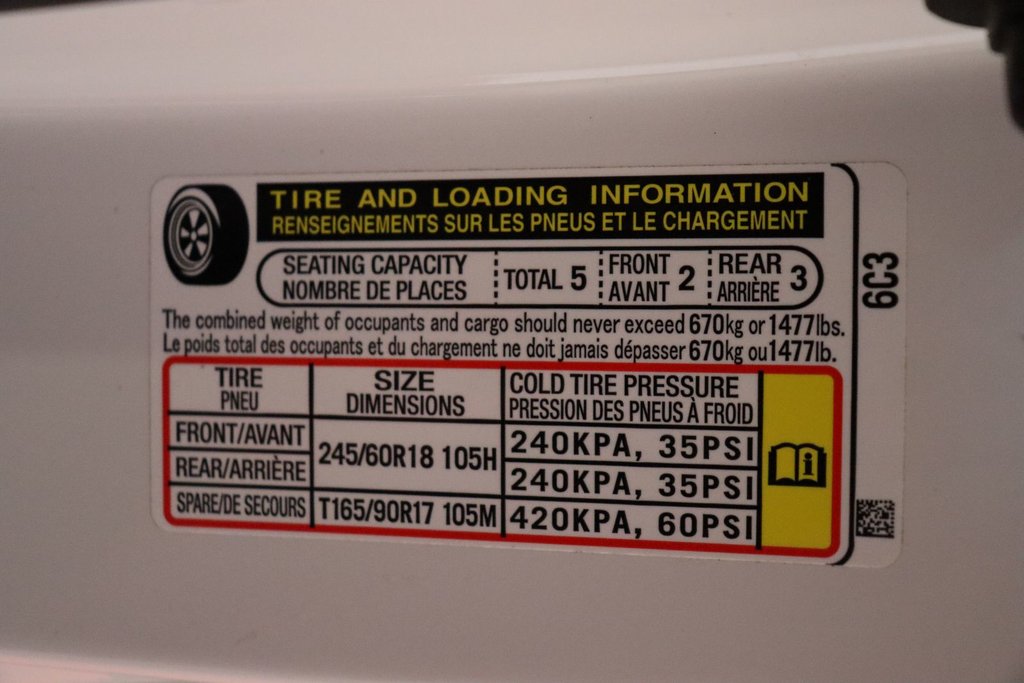 TIRE AND LOADING INFORMATION
RENSEIGNEMENTS SUR LES PNEUS ET LE CHARGEMENT
SEATING CAPACITY
NOMBRE DE PLACES
TOTAL 5
FRONT
AVANT 2
REAR
ARRIÈRE 3
The combined weight of occupants and cargo should never exceed 670kg or 1477lbs.
Le poids total des occupants et du chargement ne doit jamais dépasser 670kg ou 1477lb.
TIRE
PNEU
SIZE
DIMENSIONS
COLD TIRE PRESSURE
PRESSION DES PNEUS À FROID
FRONT/AVANT
REAR/ARRIÈRE
245/60R18 105H
240KPA, 35PSI
240KPA, 35PSI
SPARE/DE SECOURS
T165/90R17 105M
420KPA, 60PSI
6C3